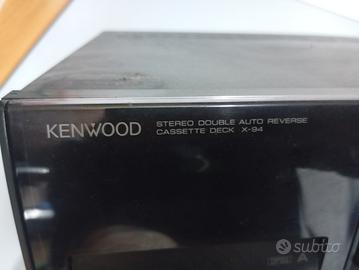 KENWOOD
STEREO DOUBLE AUTO REVERSE
CASSETTE DECK X-94
A
subito